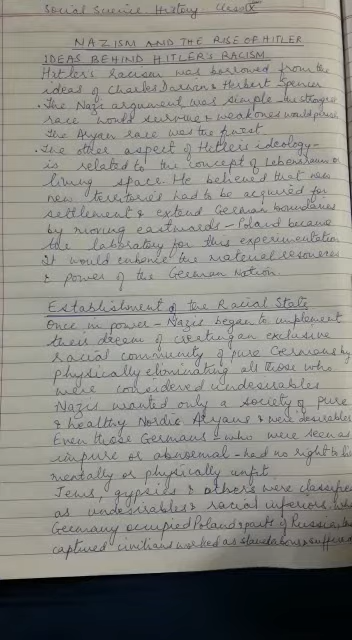 Social Science History Class IX
NAZISM AND THE RISE OF HITLER
IDEAS BEHIND HITLER'S RACISM
Hitler's racism was borrowed from the
ideas of Charles Darwin & Herbert Spencer
• The Nazi argument was simple - the strongest
race would survive & weak ones would perish
The Aryan race was the finest
• The other aspect of Hitler's ideology -
is related to the concept of Lebensraum or
living space. He believed that new
new territories had to be acquired for
settlement & extend German boundaries
by moving eastwards - Poland became
the laboratory for this experimentation
It would enhance the material resources
& power of the German Nation.
Establishment of the Racial State
Once in power - Nazis began to implement
their dream of creating an exclusive
racial community of pure Germans by
physically eliminating all those who
were considered undesirables
Nazis wanted only a society of pure
& healthy Nordic Aryans & were desirables
Even those Germans - who were seen as
impure or abnormal - had no right to
mentally or physically unfit.
Jews, gypsies & others were classified
as undesirables & racial inferiors.
Germany occupied Poland & parts of Russia
captured civilians worked as